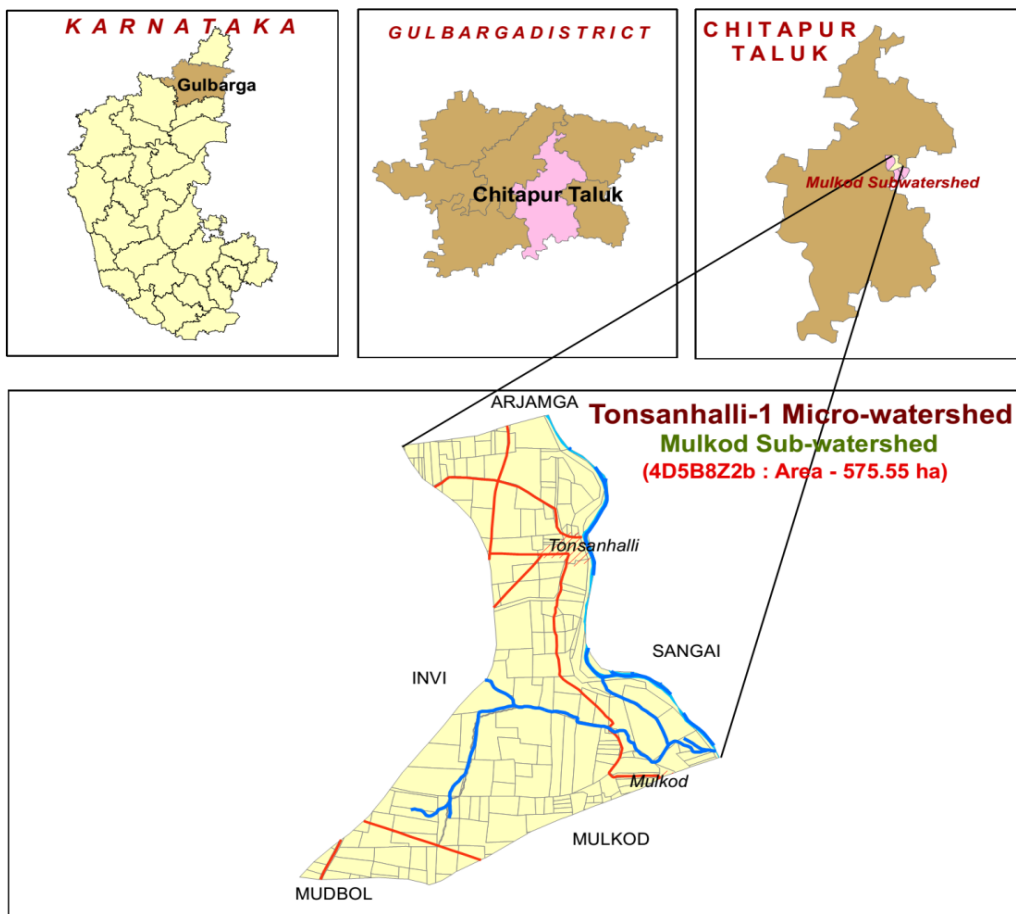 KARNATAKA
Gulbarga
GULBARGADISTRICT
Chitapur Taluk
CHITAPUR
TALUK
Mulkod Subwatershed
ARJAMGA
Tonsanhalli-1 Micro-watershed
Mulkod Sub-watershed
(4D5B8Z2b : Area - 575.55 ha)
Tonsanhalli
SANGAI
INVI
Mulkod
MULKOD
MUDBOL